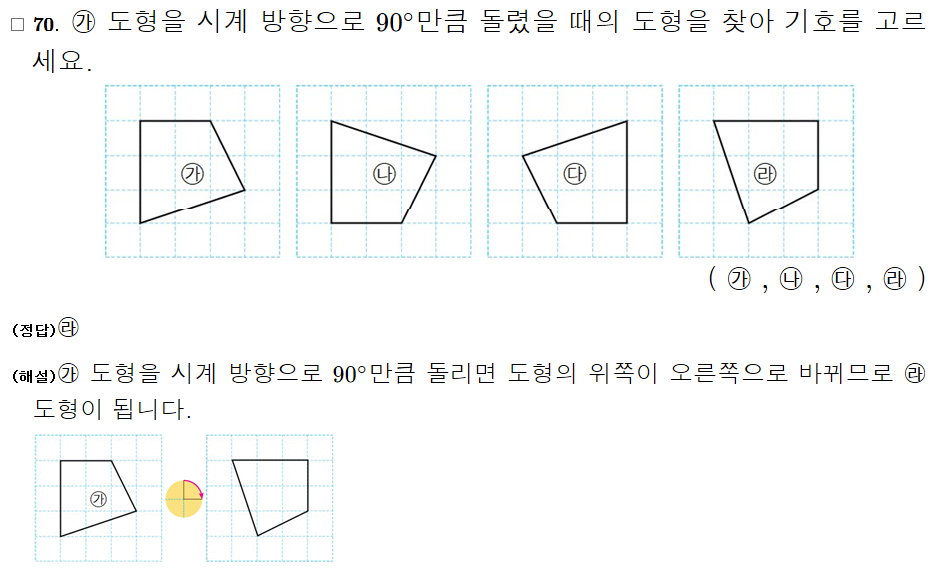 □ 70. ㉮ 도형을 시계 방향으로 90°만큼 돌렸을 때의 도형을 찾아 기호를 고르
세요.
㉮ ㉯ ㉰ ㉱
( ㉮ , ㉯ , ㉰ , ㉱ )
(정답)㉱
(해설)㉮ 도형을 시계 방향으로 90°만큼 돌리면 도형의 위쪽이 오른쪽으로 바뀌므로 ㉱
도형이 됩니다.
㉮